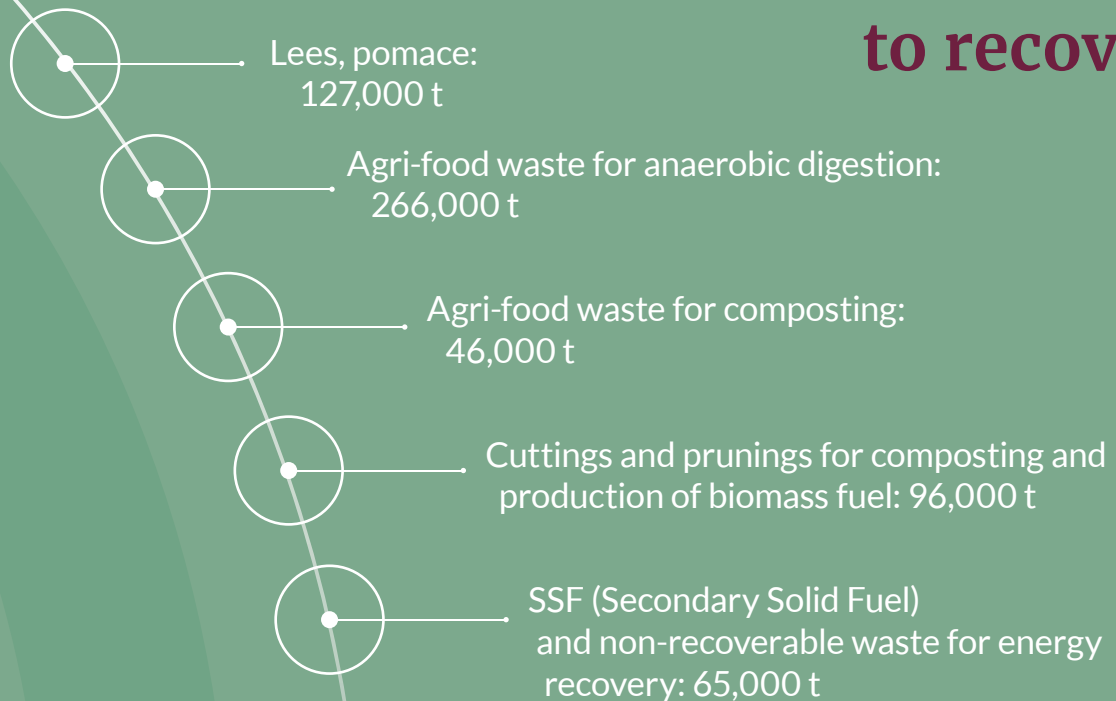 to recov
Lees, pomace:
127,000 t
Agri-food waste for anaerobic digestion:
266,000 t
Agri-food waste for composting:
46,000 t
Cuttings and prunings for composting and
production of biomass fuel: 96,000 t
SSF (Secondary Solid Fuel)
and non-recoverable waste for energy
recovery: 65,000 t